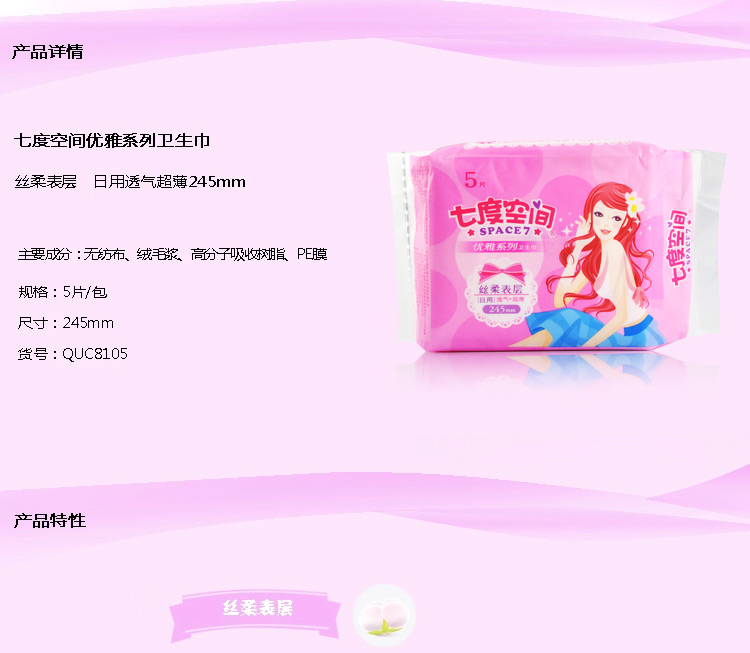 产品详情
七度空间优雅系列卫生巾
丝柔表层 日用透气超薄245mm
主要成分：无纺布、绒毛浆、高分子吸收树脂、PE膜
规格：5片/包
尺寸：245mm
货号：QUC8105
5片
七度空间
SPACE7
优雅系列卫生巾
丝柔表层
日用 透气·超薄
245mm
七度空间
SPACE7
产品特性
丝柔表层